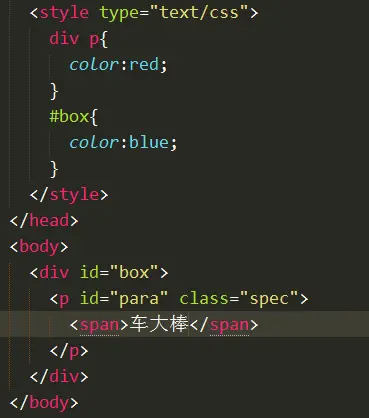 <style type="text/css">
div p{
color:red;
}
#box{
color:blue;
}
</style>
</head>
<body>
<div id="box">
<p id="para" class="spec">
<span>车大棒</span>
</p>
</div>
</body>